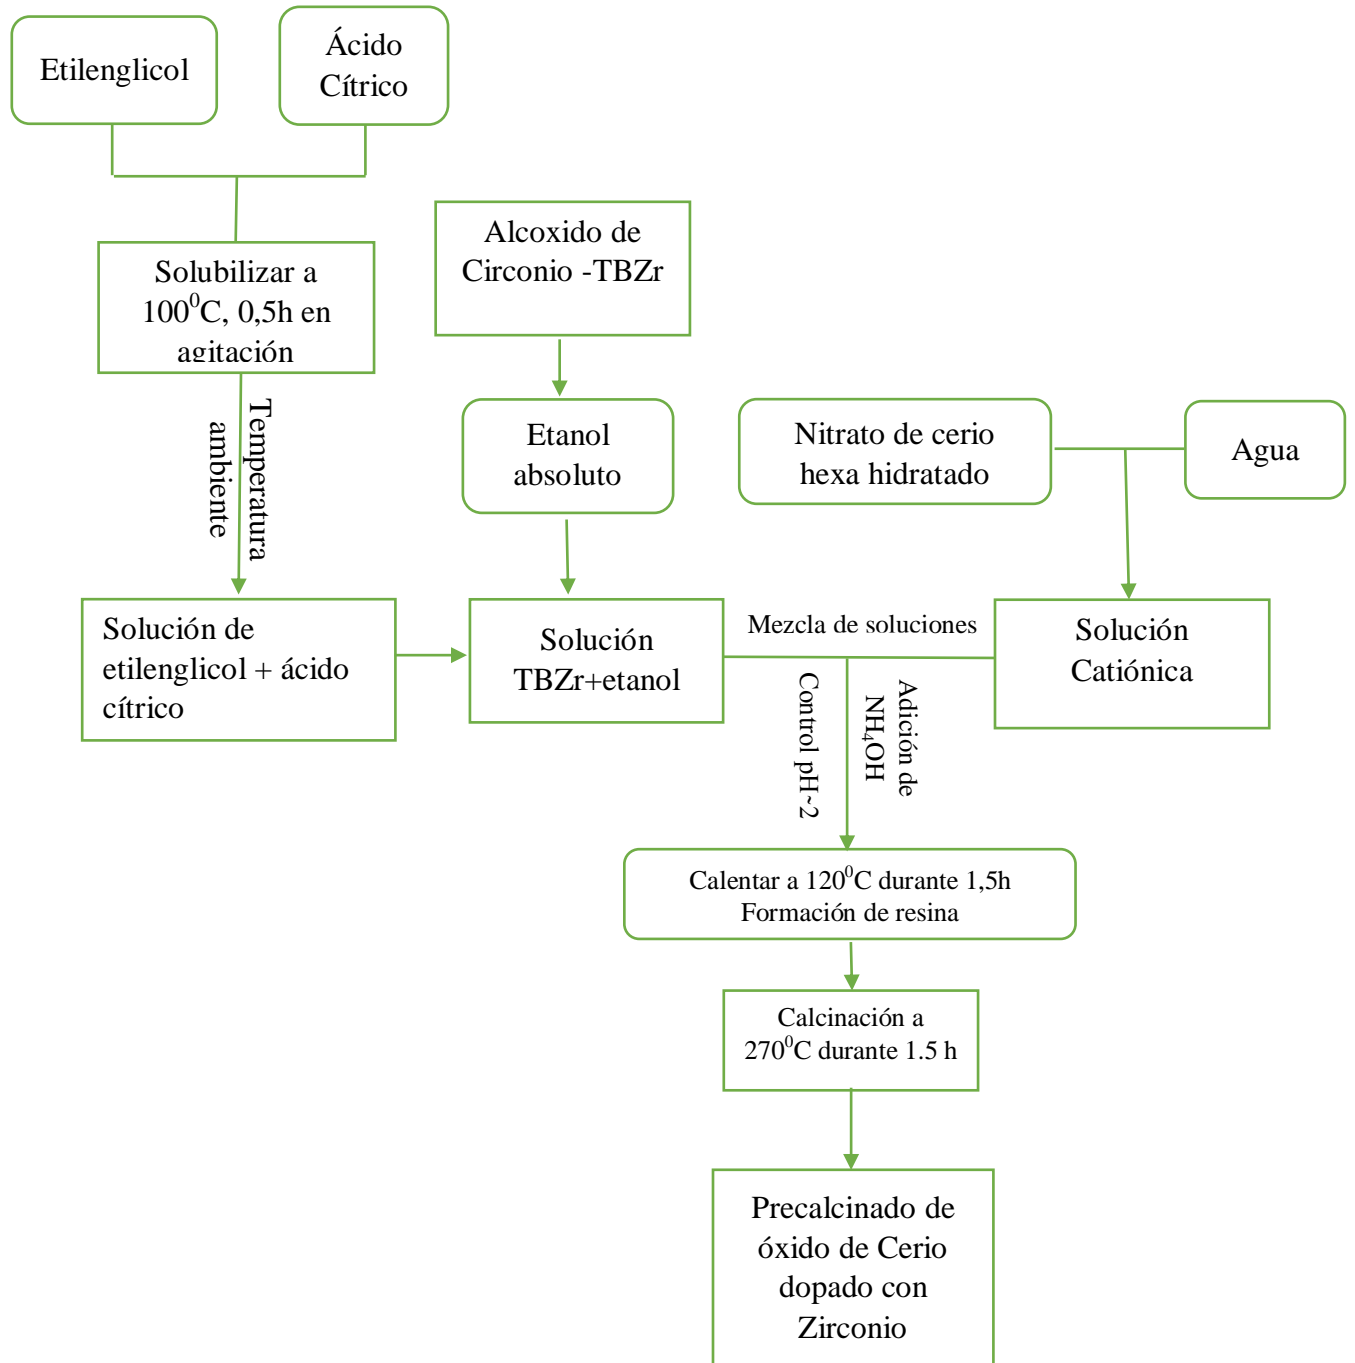 Etilenglicol
Ácido
Cítrico
Solubilizar a
100⁰C, 0,5h en
agitación
Alcoxido de
Circonio -TBZr
Temperatura
ambiente
Etanol
absoluto
Nitrato de cerio
hexa hidratado
Agua
Solución de
etilenglicol + ácido
cítrico
Solución
TBZr+etanol
Mezcla de soluciones
Solución
Catiónica
Adición de
NH₄OH
Control pH~2
Calentar a 120⁰C durante 1,5h
Formación de resina
Calcinación a
270⁰C durante 1.5 h
Precalcinado de
óxido de Cerio
dopado con
Zirconio